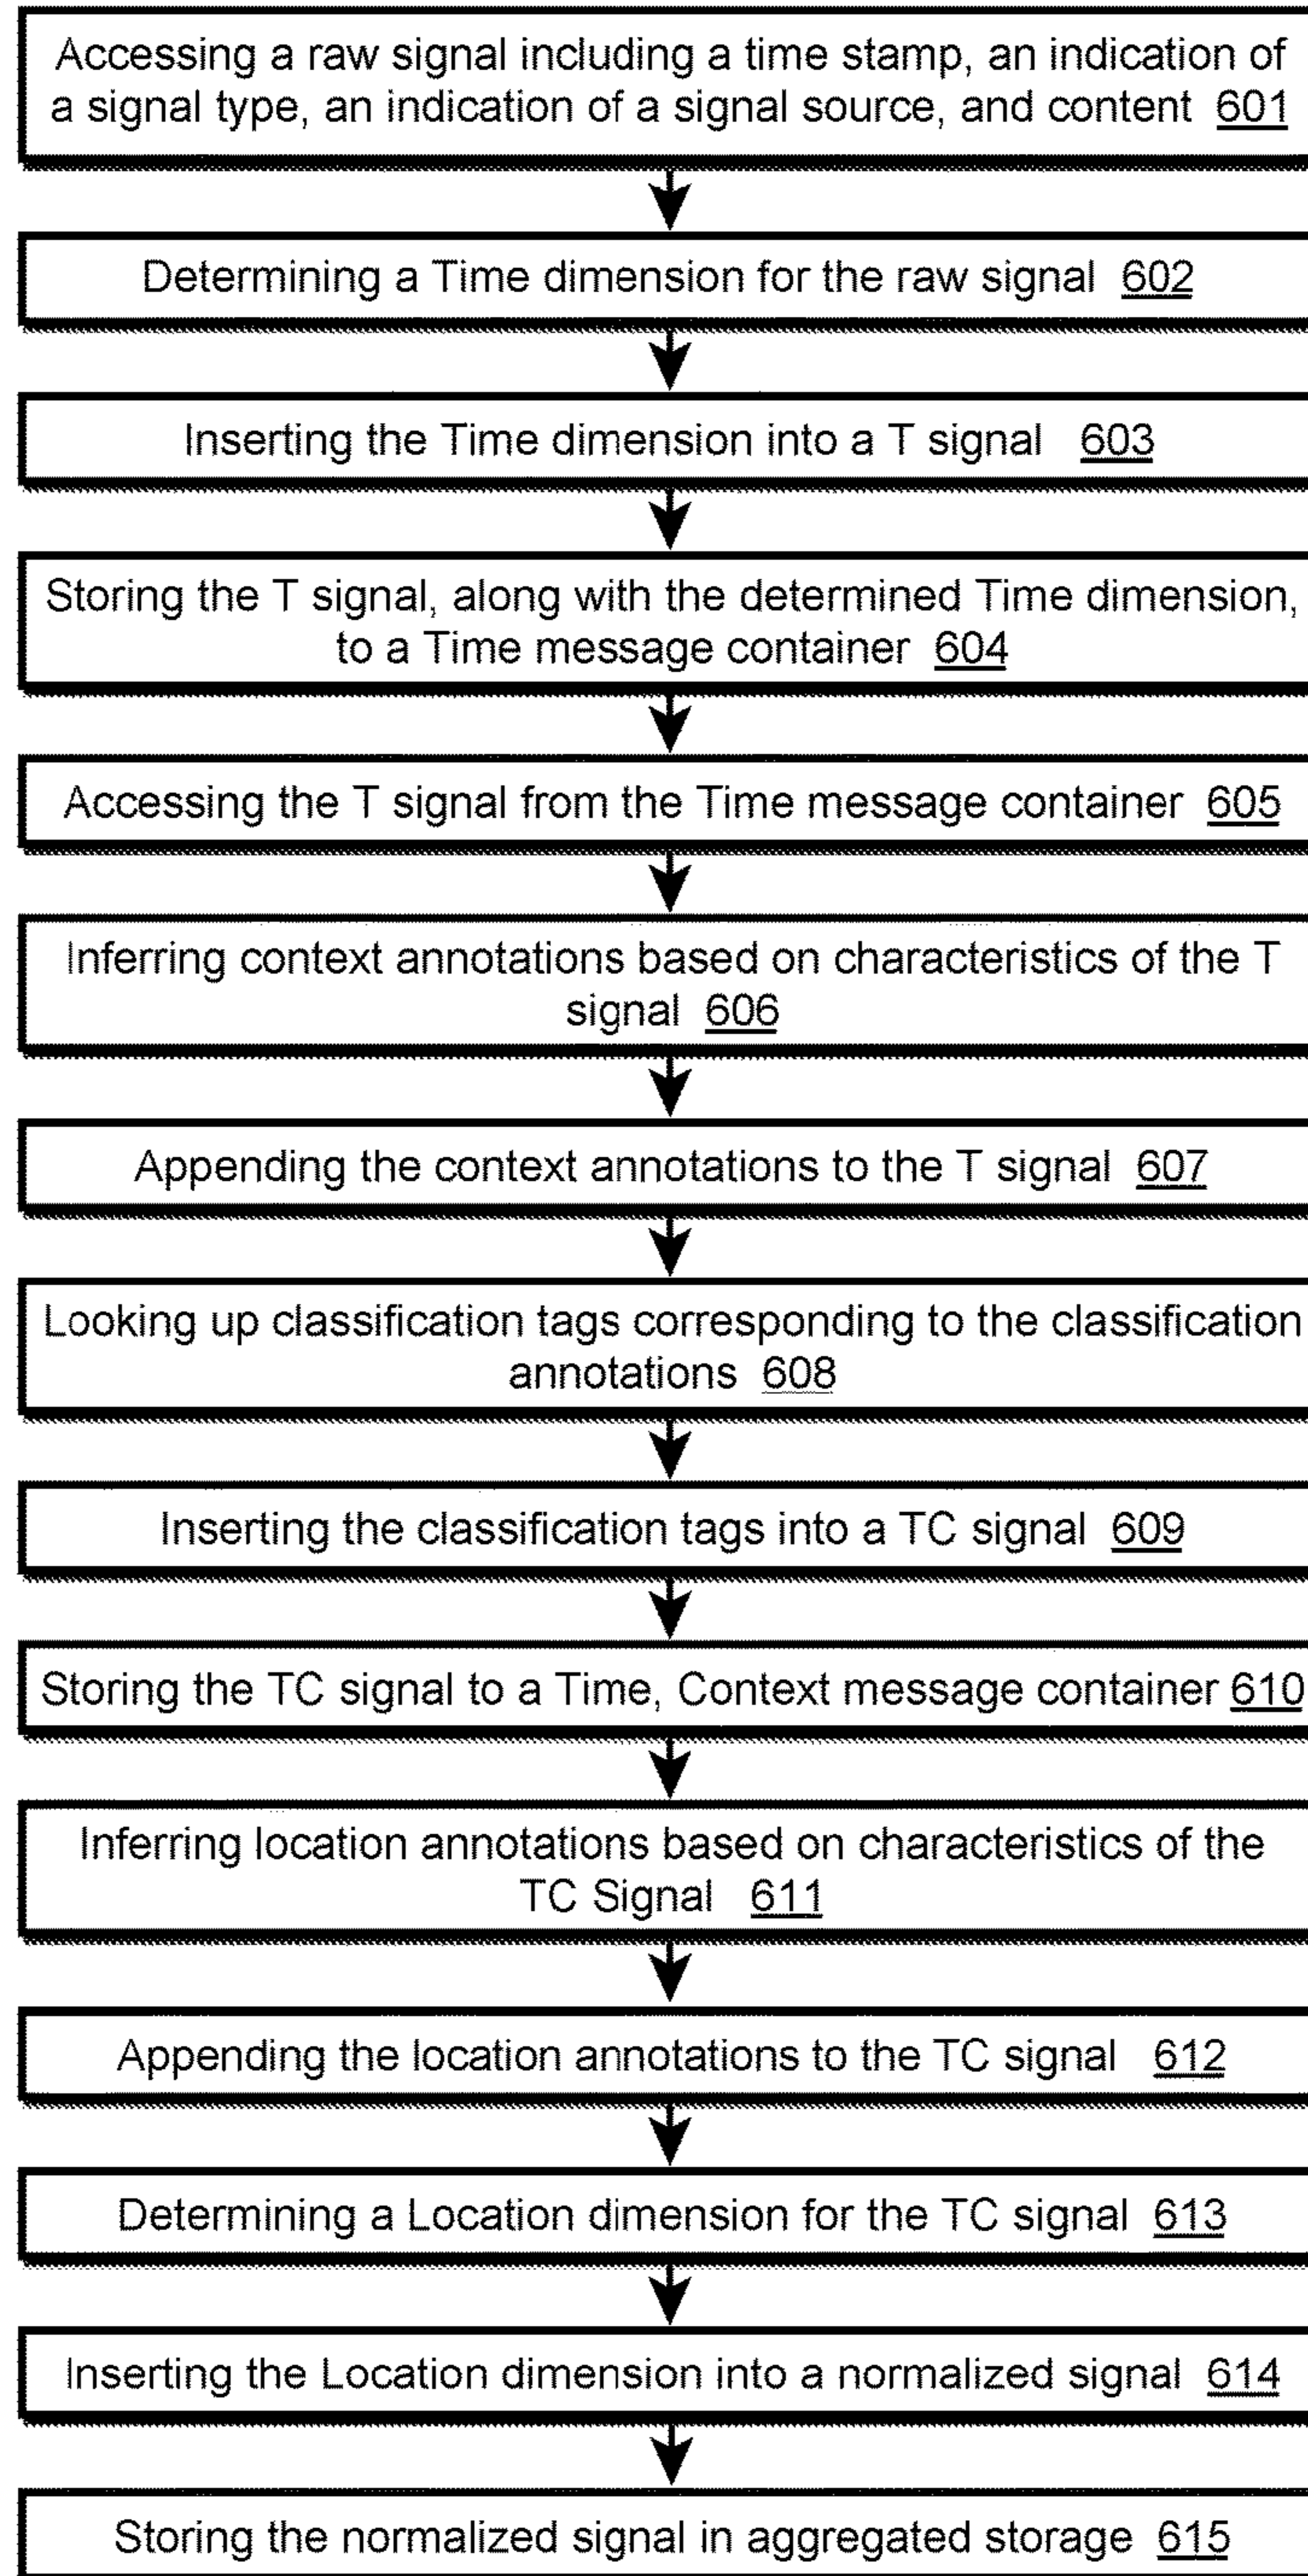 Accessing a raw signal including a time stamp, an indication of
a signal type, an indication of a signal source, and content 601
Determining a Time dimension for the raw signal 602
Inserting the Time dimension into a T signal 603
Storing the T signal, along with the determined Time dimension,
to a Time message container 604
Accessing the T signal from the Time message container 605
Inferring context annotations based on characteristics of the T
signal 606
Appending the context annotations to the T signal 607
Looking up classification tags corresponding to the classification
annotations 608
Inserting the classification tags into a TC signal 609
Storing the TC signal to a Time, Context message container 610
Inferring location annotations based on characteristics of the
TC Signal 611
Appending the location annotations to the TC signal 612
Determining a Location dimension for the TC signal 613
Inserting the Location dimension into a normalized signal 614
Storing the normalized signal in aggregated storage 615